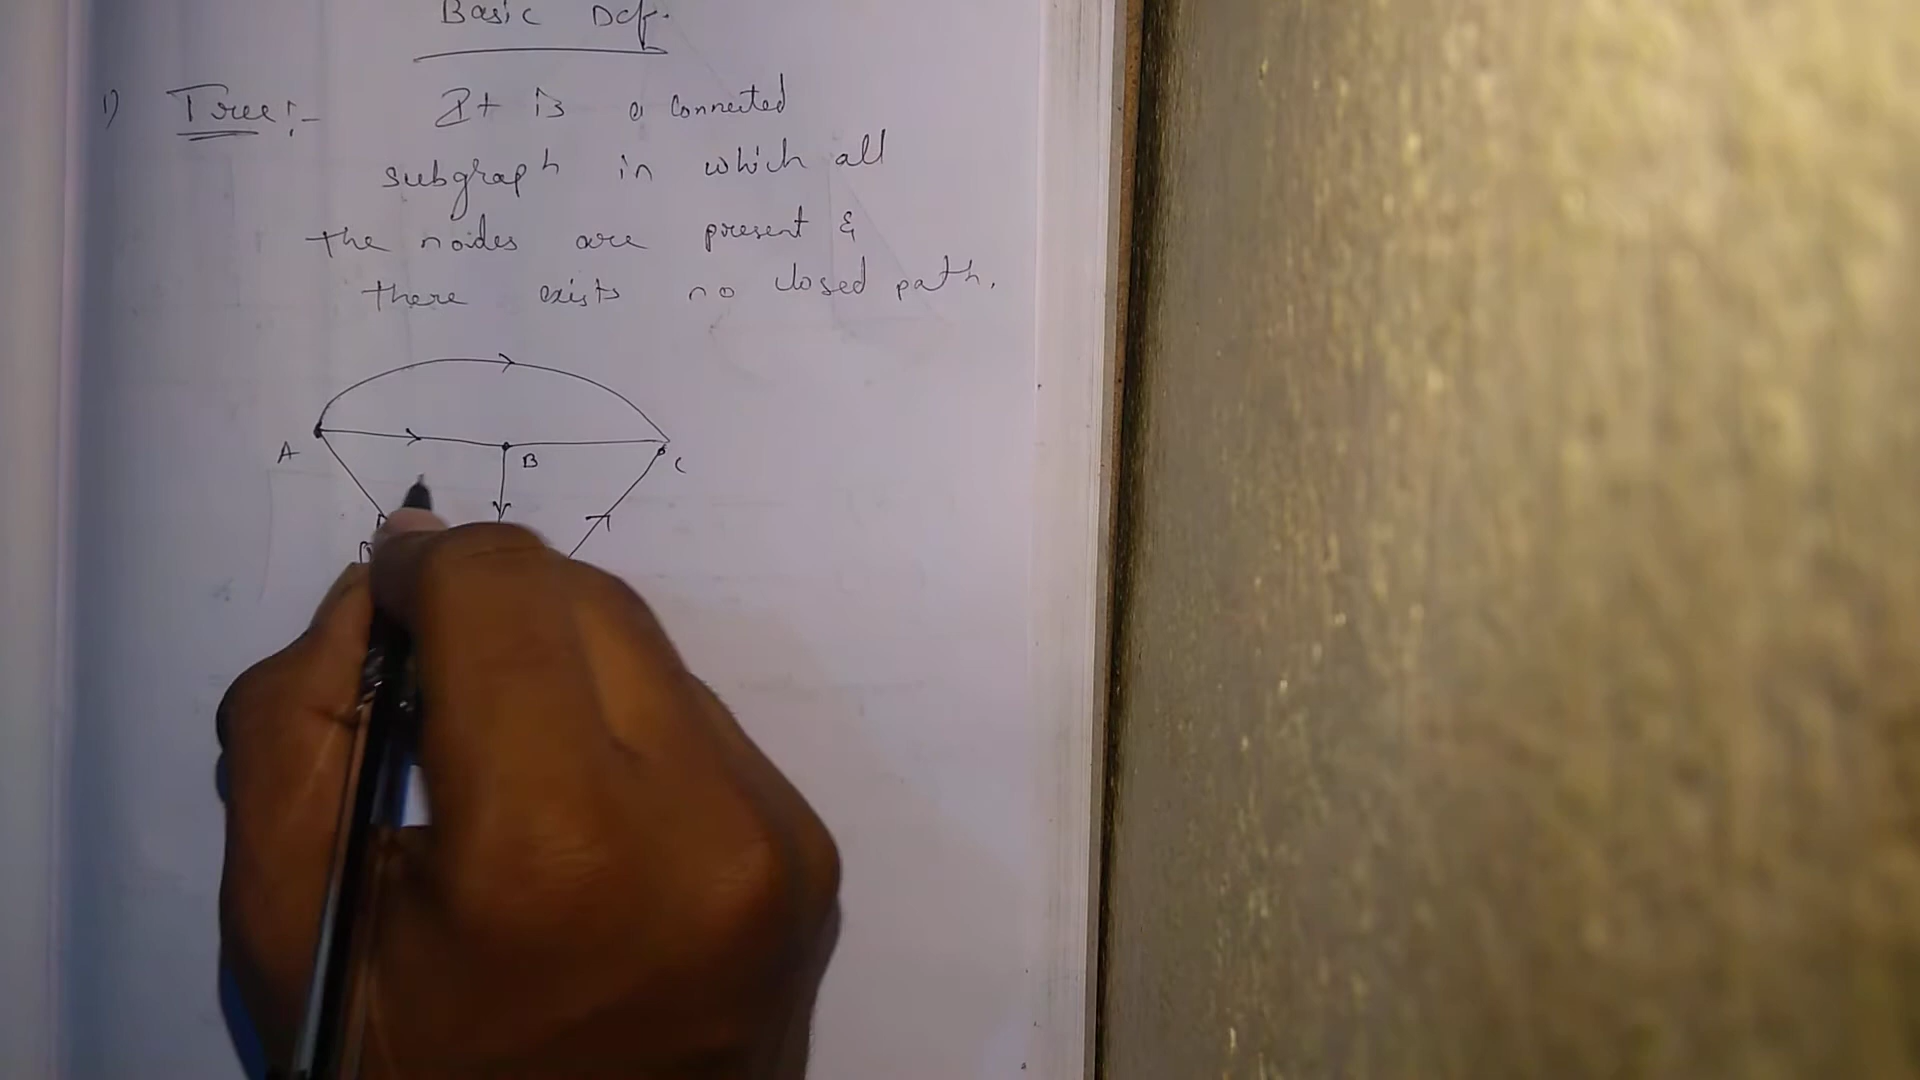 Basic Def.
1) Tree:- It is a connected
subgraph in which all
the nodes are present &
there exists no closed path.
A
B
C